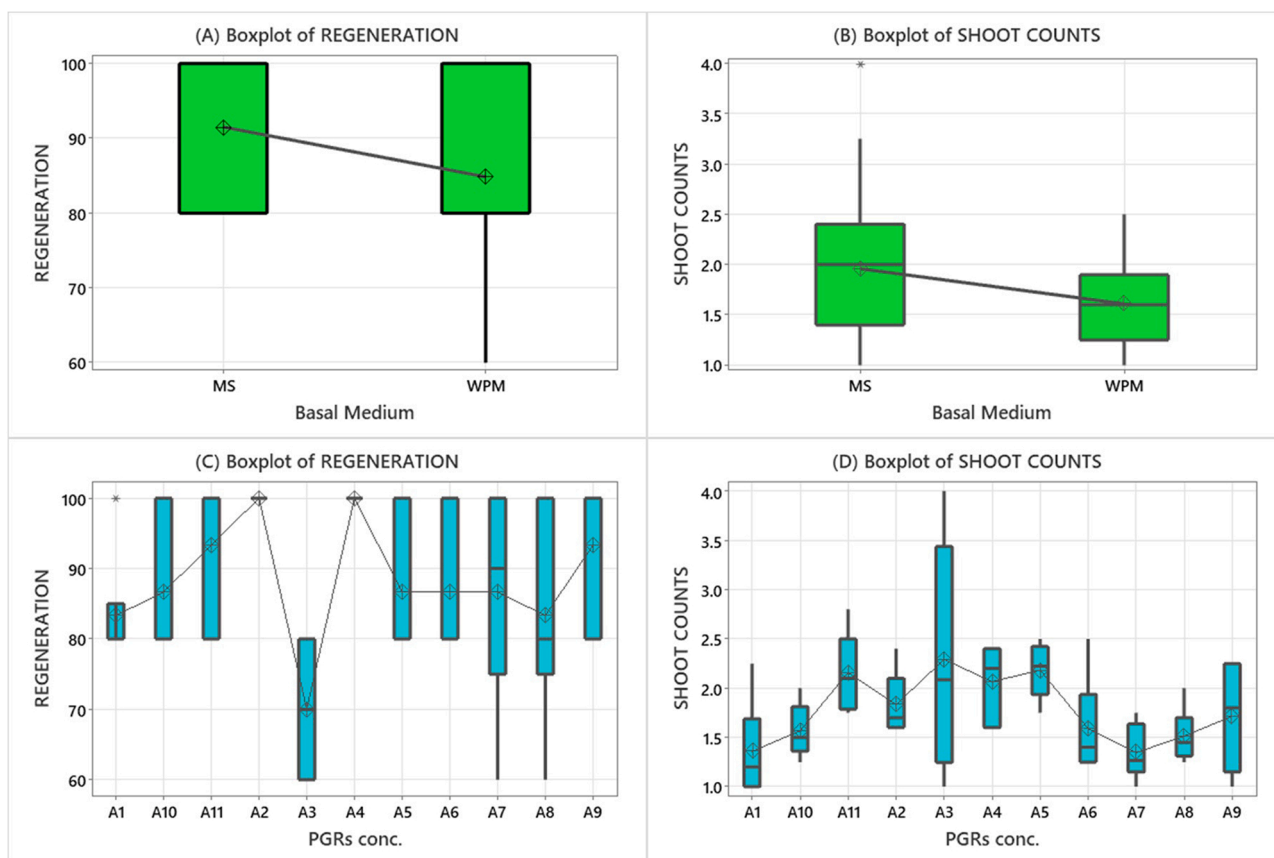 (A) Boxplot of REGENERATION
100
90
80
70
60
REGENERATION
MS WPM
Basal Medium
(B) Boxplot of SHOOT COUNTS
4.0
3.5
3.0
2.5
2.0
1.5
1.0
SHOOT COUNTS
MS WPM
Basal Medium
(C) Boxplot of REGENERATION
100
90
80
70
60
REGENERATION
A1 A10 A11 A2 A3 A4 A5 A6 A7 A8 A9
PGRs conc.
(D) Boxplot of SHOOT COUNTS
4.0
3.5
3.0
2.5
2.0
1.5
1.0
SHOOT COUNTS
A1 A10 A11 A2 A3 A4 A5 A6 A7 A8 A9
PGRs conc.